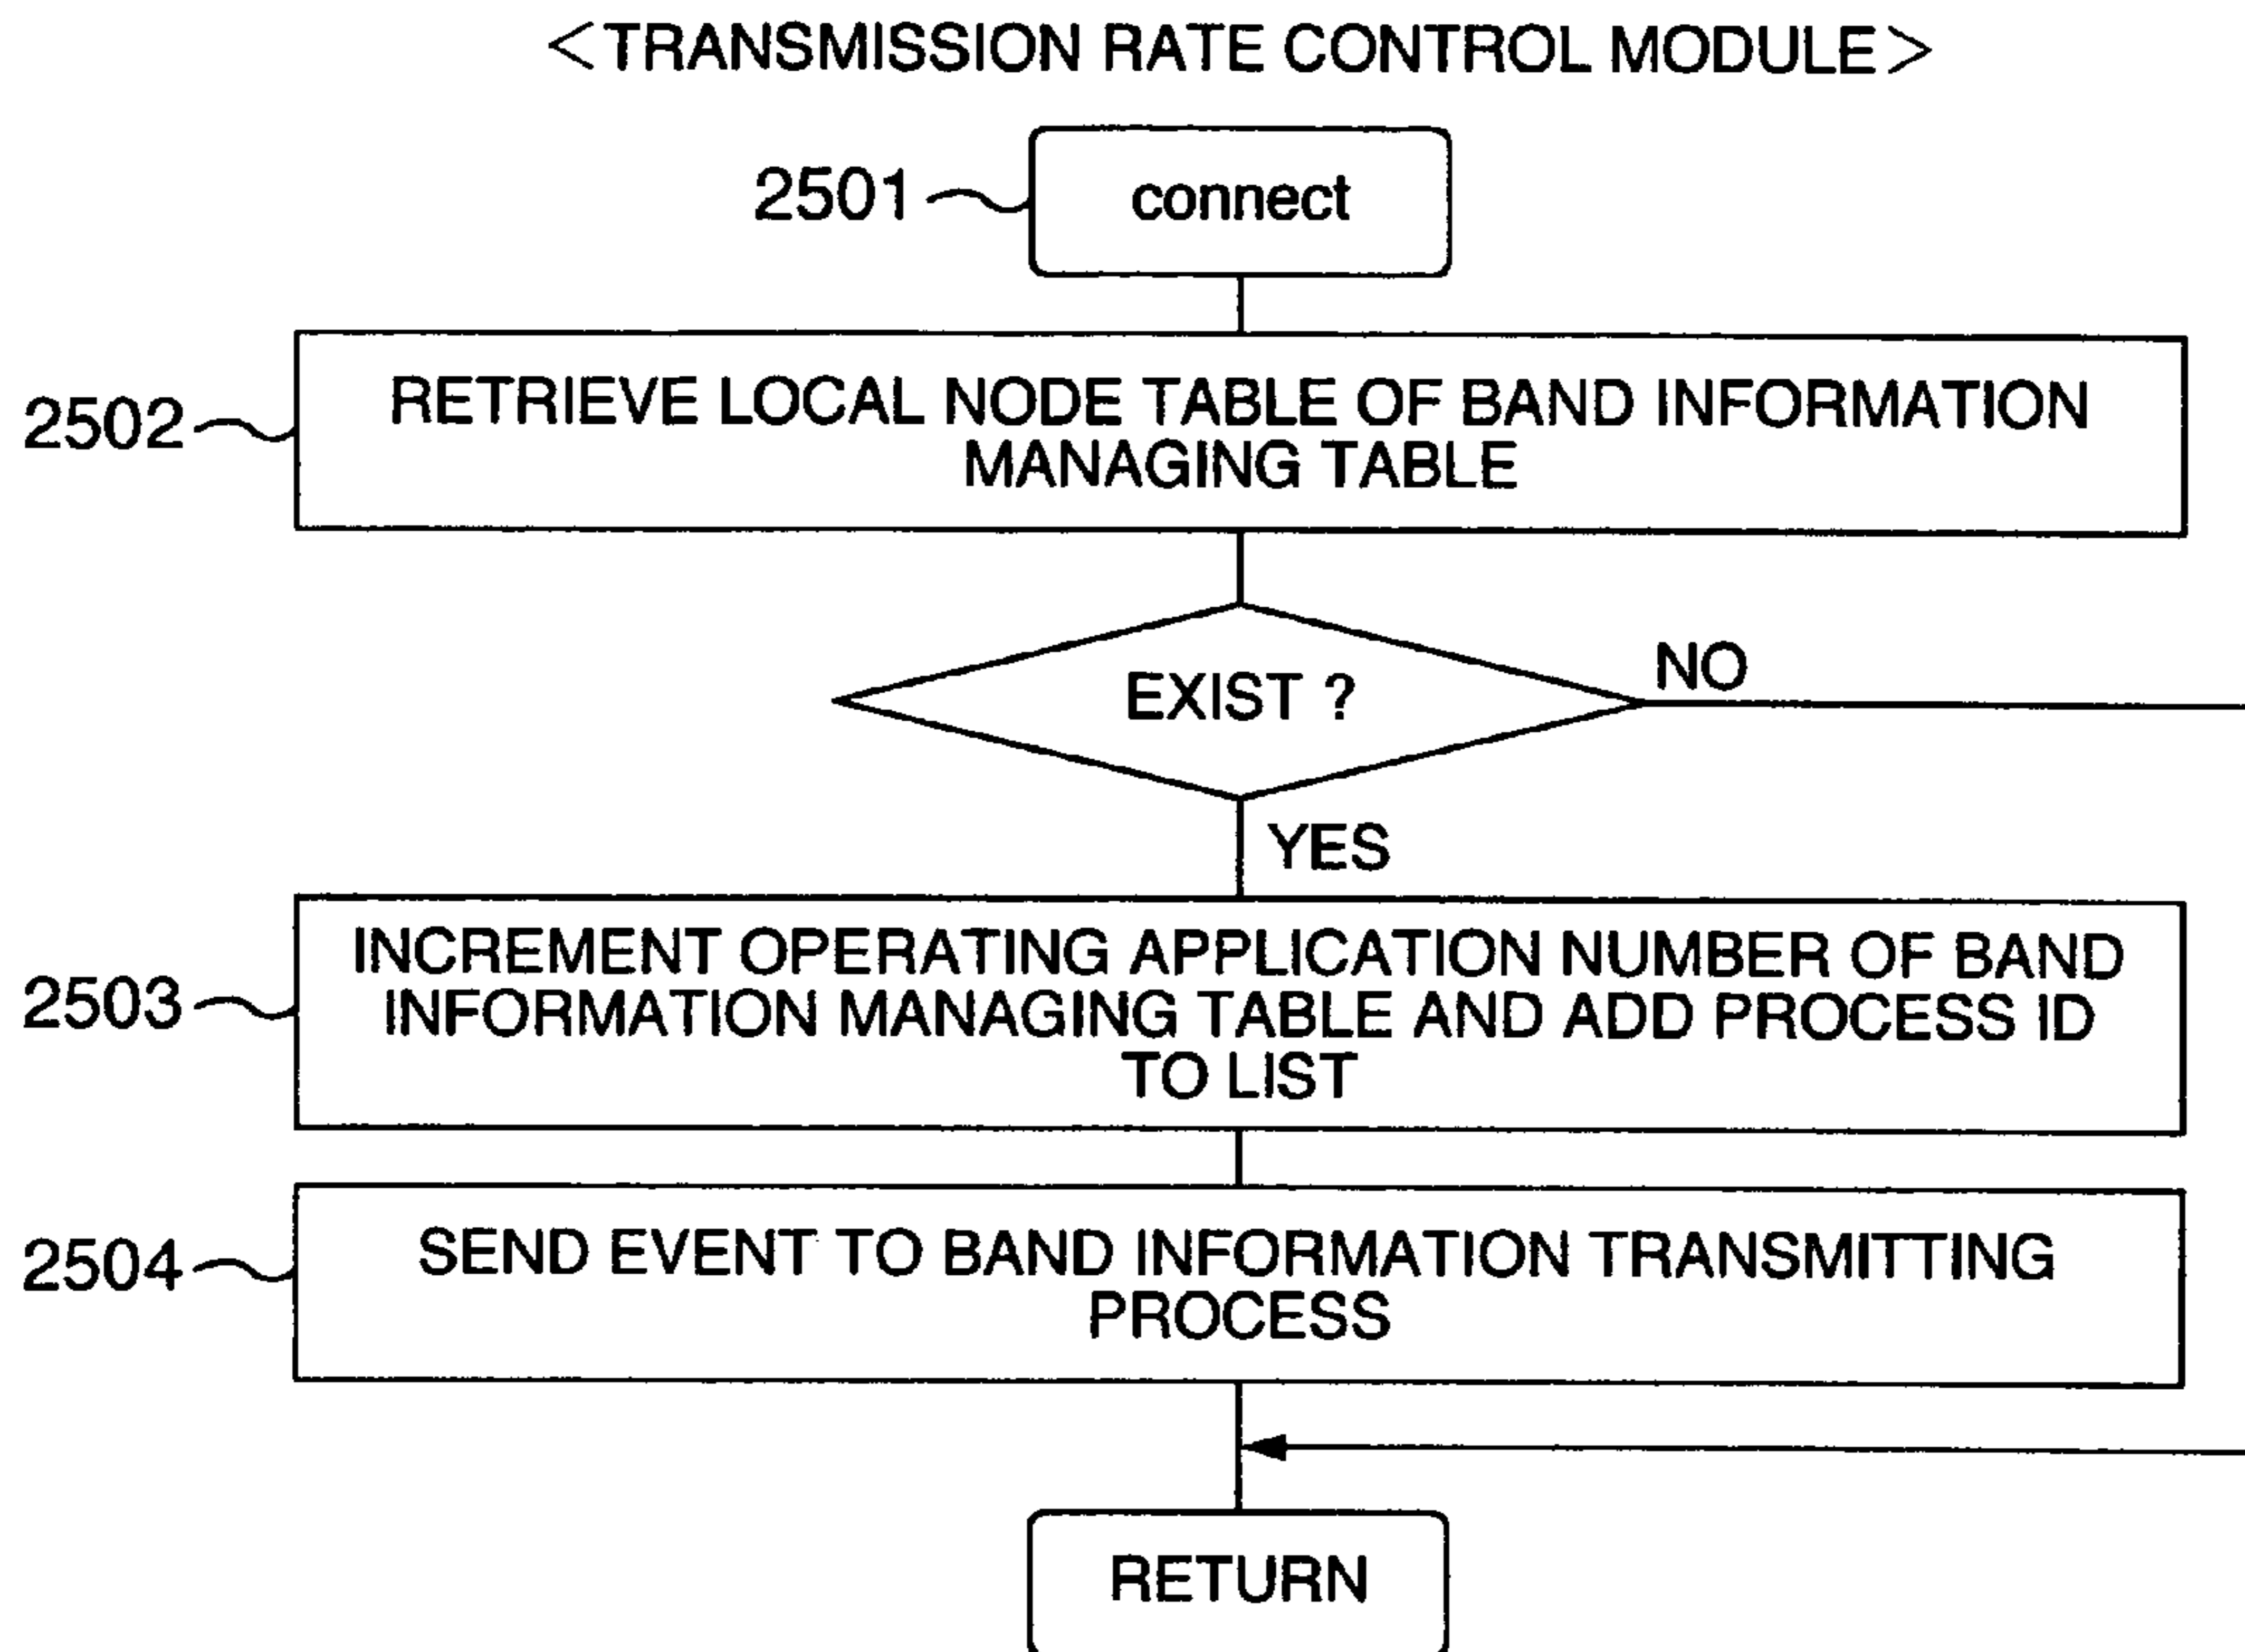 <TRANSMISSION RATE CONTROL MODULE>
2501
connect
2502
RETRIEVE LOCAL NODE TABLE OF BAND INFORMATION
MANAGING TABLE
EXIST ?
NO
YES
2503
INCREMENT OPERATING APPLICATION NUMBER OF BAND
INFORMATION MANAGING TABLE AND ADD PROCESS ID
TO LIST
2504
SEND EVENT TO BAND INFORMATION TRANSMITTING
PROCESS
RETURN